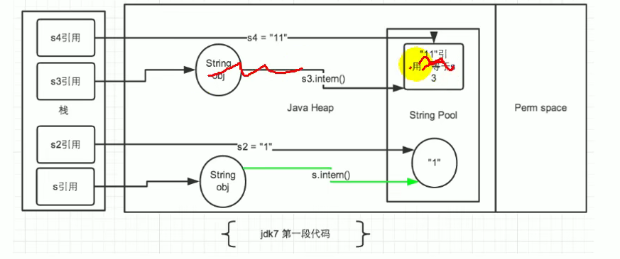 s4引用
s4 = "11"
"11"引
3
s3引用
String
obj
s3.intern()
栈
Java Heap
String Pool
Perm space
s2引用
s2 = "1"
"1"
s引用
String
obj
s.intern()
jdk7 第一段代码